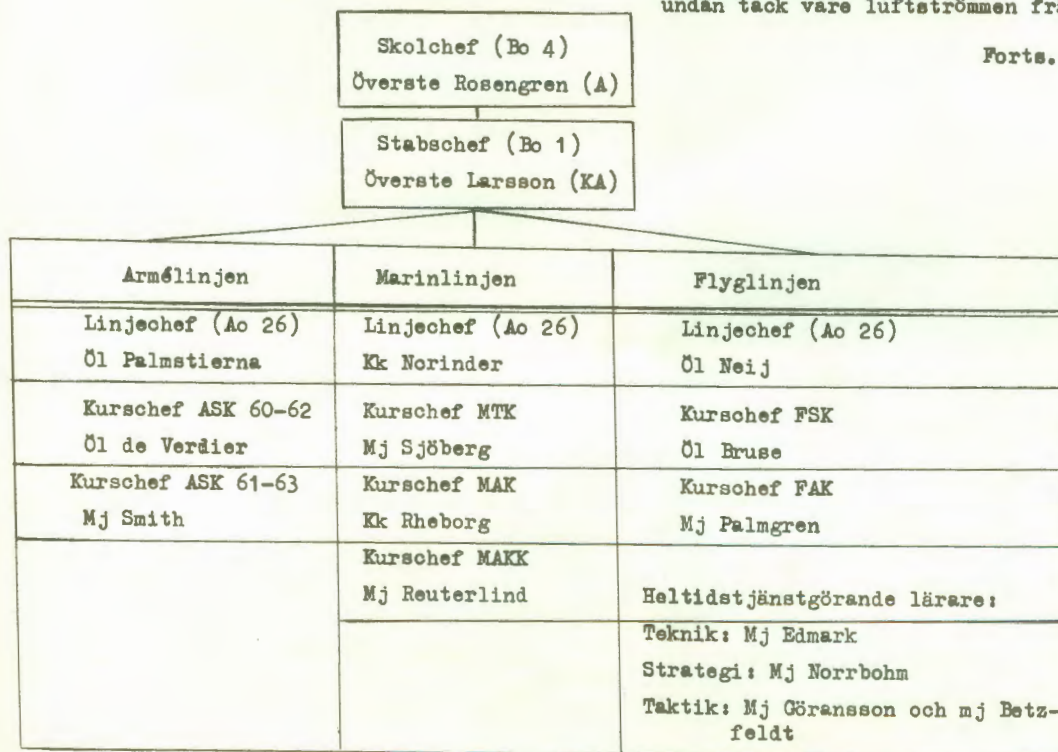 undan tack vare luftströmmen
Forts.
Skolchef (Bo 4)
Överste Rosengren (A)
Stabschef (Bo 1)
Överste Larsson (KA)
Armélinjen
Linjechef (Ao 26)
Öl Palmstierna
Kurschef ASK 60-62
Öl de Verdier
Kurschef ASK 61-63
Mj Smith
Marinlinjen
Linjechef (Ao 26)
Kk Norinder
Kurschef MTK
Mj Sjöberg
Kurschef MAK
Kk Rheborg
Kurschef MAKK
Mj Reuterlind
Flyglinjen
Linjechef (Ao 26)
Öl Neij
Kurschef FSK
Öl Bruse
Kurschef FAK
Mj Palmgren
Heltidstjänstgörande lärare:
Teknik: Mj Edmark
Strategi: Mj Norrbohm
Taktik: Mj Göransson och mj Betz-
feldt